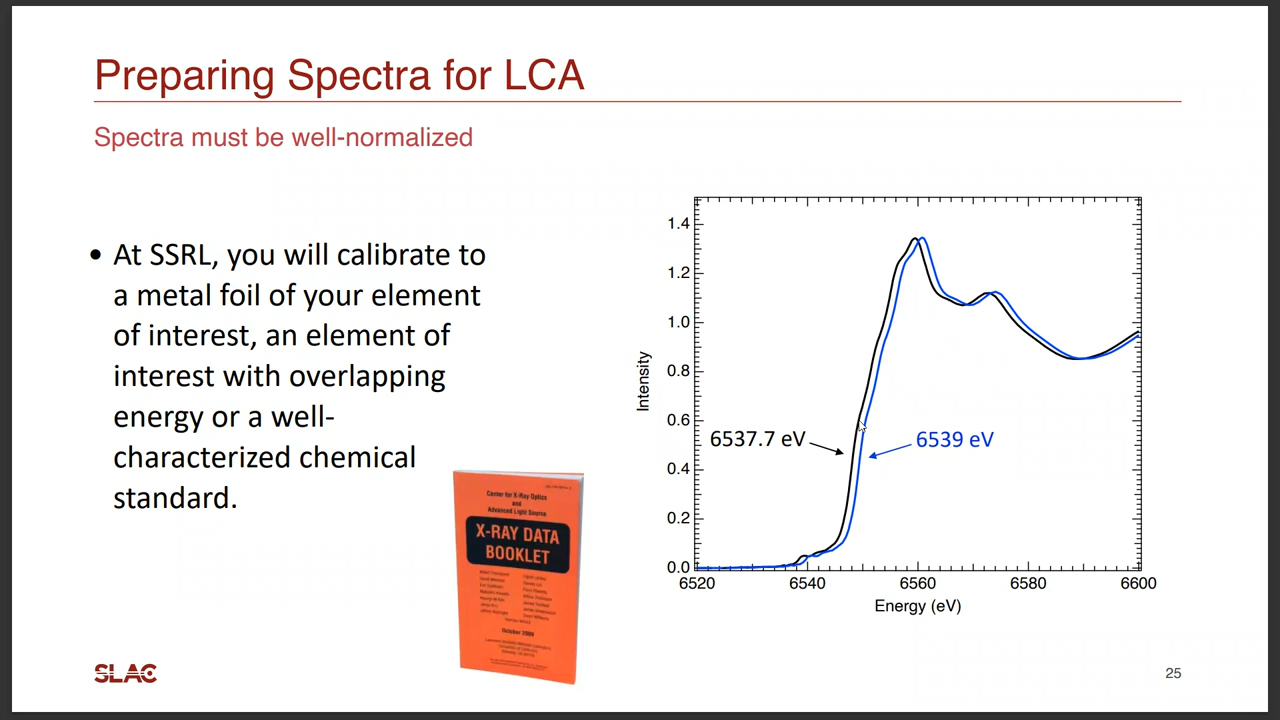 Preparing Spectra for LCA
Spectra must be well-normalized
• At SSRL, you will calibrate to
a metal foil of your element
of interest, an element of
interest with overlapping
energy or a well-
characterized chemical
standard.
Center for X-Ray Optics
and
Advanced Light Source
X-RAY DATA
BOOKLET
1.4
1.2
1.0
0.8
0.6
0.4
0.2
0.0
Intensity
6537.7 eV
6539 eV
6520 6540 6560 6580 6600
Energy (eV)
SLAC
25